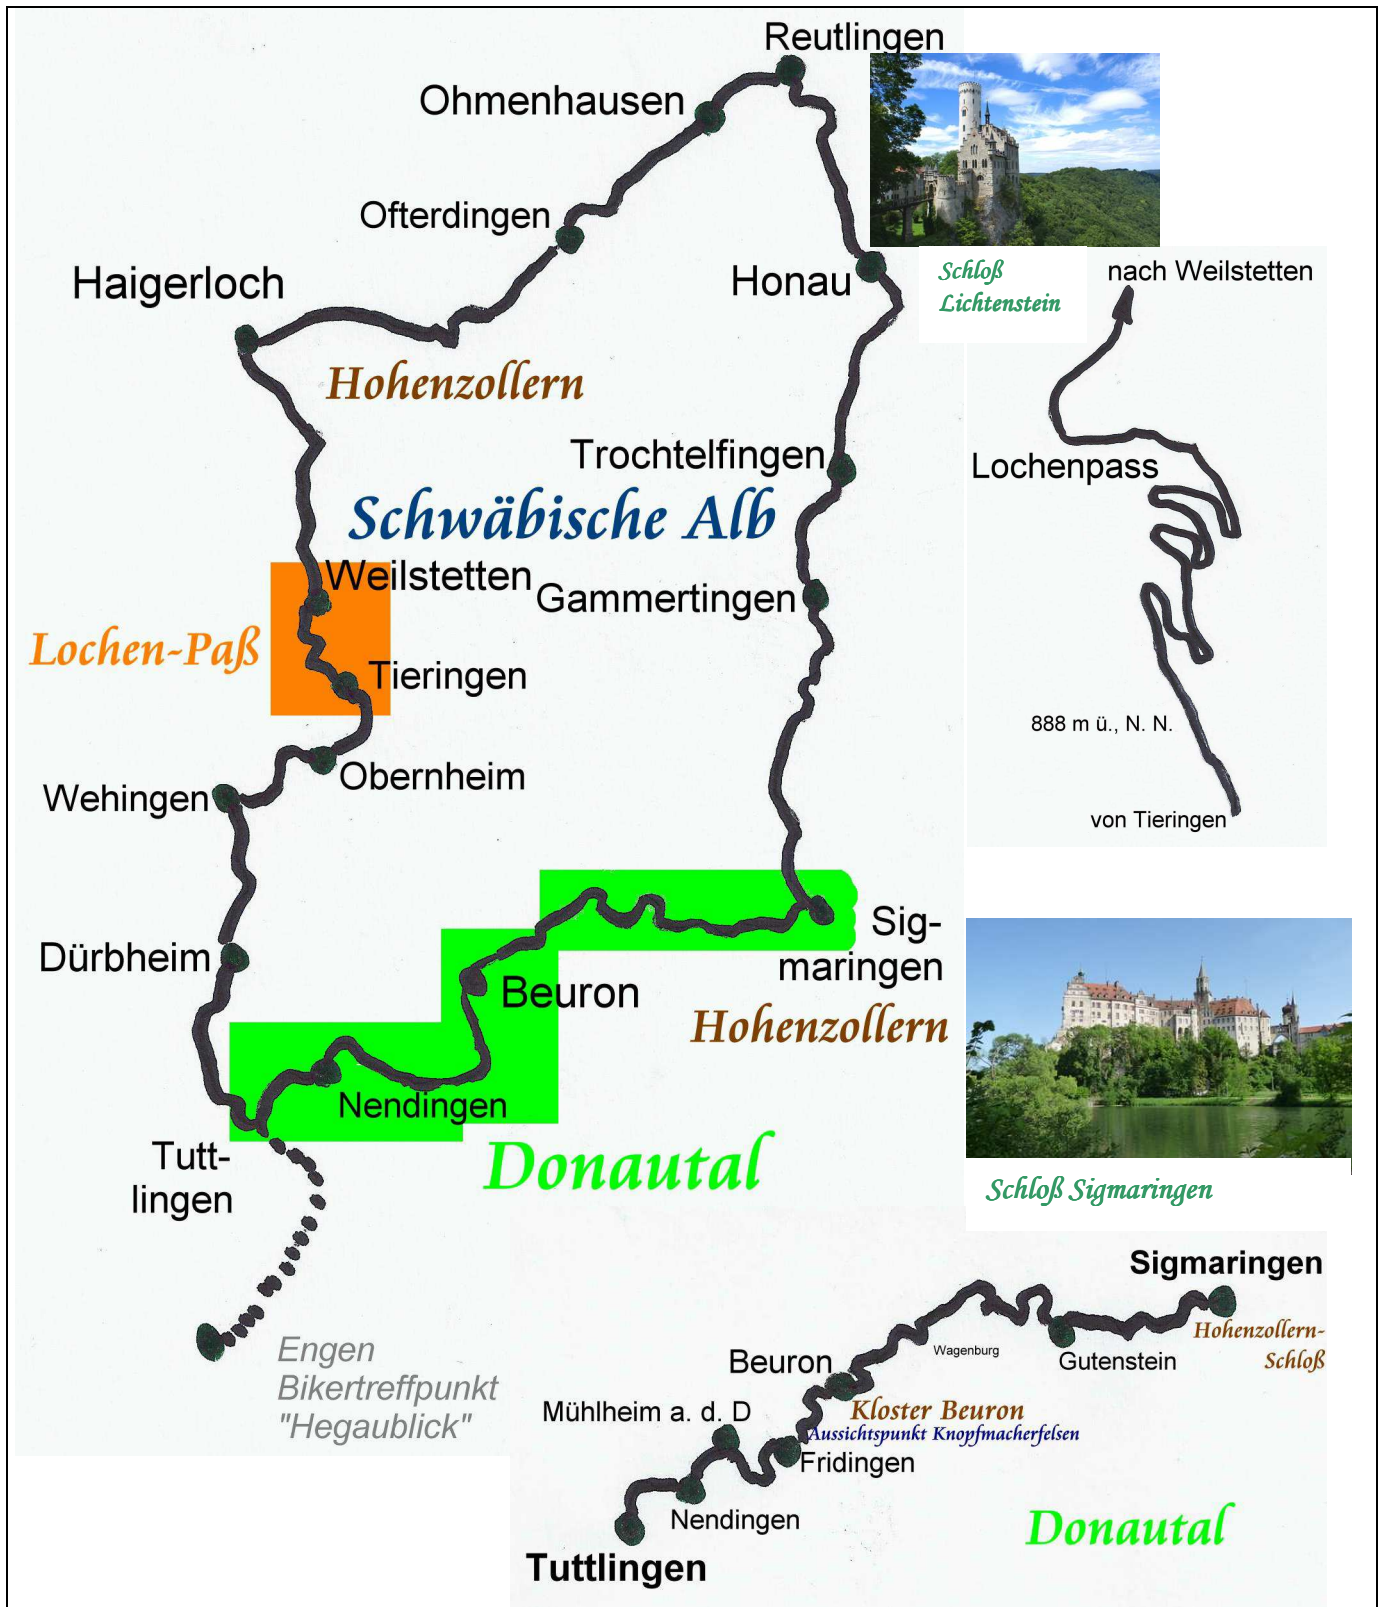 Reutlingen
Ohmenhausen
Ofterdingen
Haigerloch
Honau
Schloß
Lichtenstein
nach Weilstetten
Hohenzollern
Trochtelfingen
Lochenpass
Schwäbische Alb
Weilstetten
Gammertingen
Lochen-Paß
Tieringen
888 m ü., N. N.
Obernheim
Wehingen
von Tieringen
Sig-
maringen
Dürbheim
Beuron
Hohenzollern
Nendingen
Donautal
Tutt-
lingen
Schloß Sigmaringen
Engen
Bikertreffpunkt
"Hegaublick"
Sigmaringen
Hohenzollern-
Schloß
Wagenburg
Gutenstein
Beuron
Kloster Beuron
Mühlheim a. d. D
Aussichtspunkt Knopfmacherfelsen
Fridingen
Nendingen
Donautal
Tuttlingen